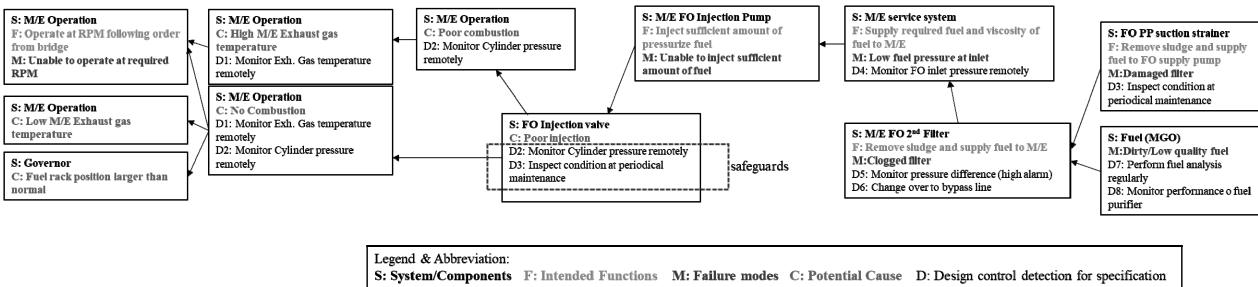 S: M/E Operation
F: Operate at RPM following order
from bridge
M: Unable to operate at required
RPM
S: M/E Operation
C: Low M/E Exhaust gas
temperature
S: Governor
C: Fuel rack position larger than
normal
S: M/E Operation
C: High M/E Exhaust gas
temperature
D1: Monitor Exh. Gas temperature
remotely
S: M/E Operation
C: No Combustion
D1: Monitor Exh. Gas temperature
remotely
D2: Monitor Cylinder pressure
remotely
S: M/E Operation
C: Poor combustion
D2: Monitor Cylinder pressure
remotely
S: FO Injection valve
C: Poor injection
D2: Monitor Cylinder pressure remotely
D3: Inspect condition at periodical
maintenance
safeguards
S: M/E FO Injection Pump
F: Inject sufficient amount of
pressurize fuel
M: Unable to inject sufficient
amount of fuel
S: M/E service system
F: Supply required fuel and viscosity of
fuel to M/E
M: Low fuel pressure at inlet
D4: Monitor FO inlet pressure remotely
S: M/E FO 2nd Filter
F: Remove sludge and supply fuel to M/E
M:Clogged filter
D5: Monitor pressure difference (high alarm)
D6: Change over to bypass line
S: FO PP suction strainer
F: Remove sludge and supply
fuel to FO supply pump
M:Damaged filter
D3: Inspect condition at
periodical maintenance
S: Fuel (MGO)
M:Dirty/Low quality fuel
D7: Perform fuel analysis
regularly
D8: Monitor performance o fuel
purifier
Legend & Abbreviation:
S: System/Components F: Intended Functions M: Failure modes C: Potential Cause D: Design control detection for specification